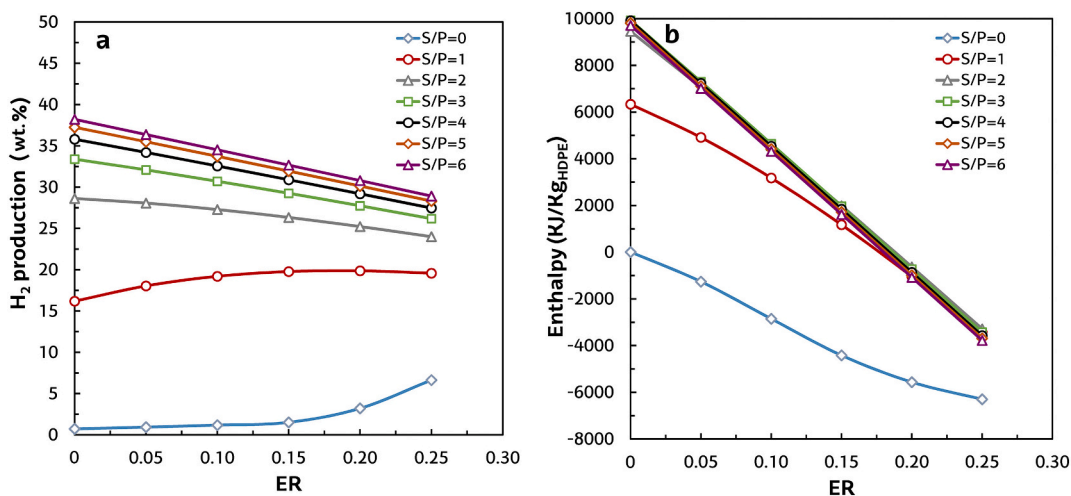 a
50
45
40
35
30
25
20
15
10
5
0
H2 production (wt.%)
0
0.05
0.10
0.15
0.20
0.25
0.30
ER
S/P=0
S/P=1
S/P=2
S/P=3
S/P=4
S/P=5
S/P=6
b
10000
8000
6000
4000
2000
0
-2000
-4000
-6000
-8000
Enthalpy (KJ/KgHDPE)
0
0.05
0.10
0.15
0.20
0.25
0.30
ER
S/P=0
S/P=1
S/P=2
S/P=3
S/P=4
S/P=5
S/P=6